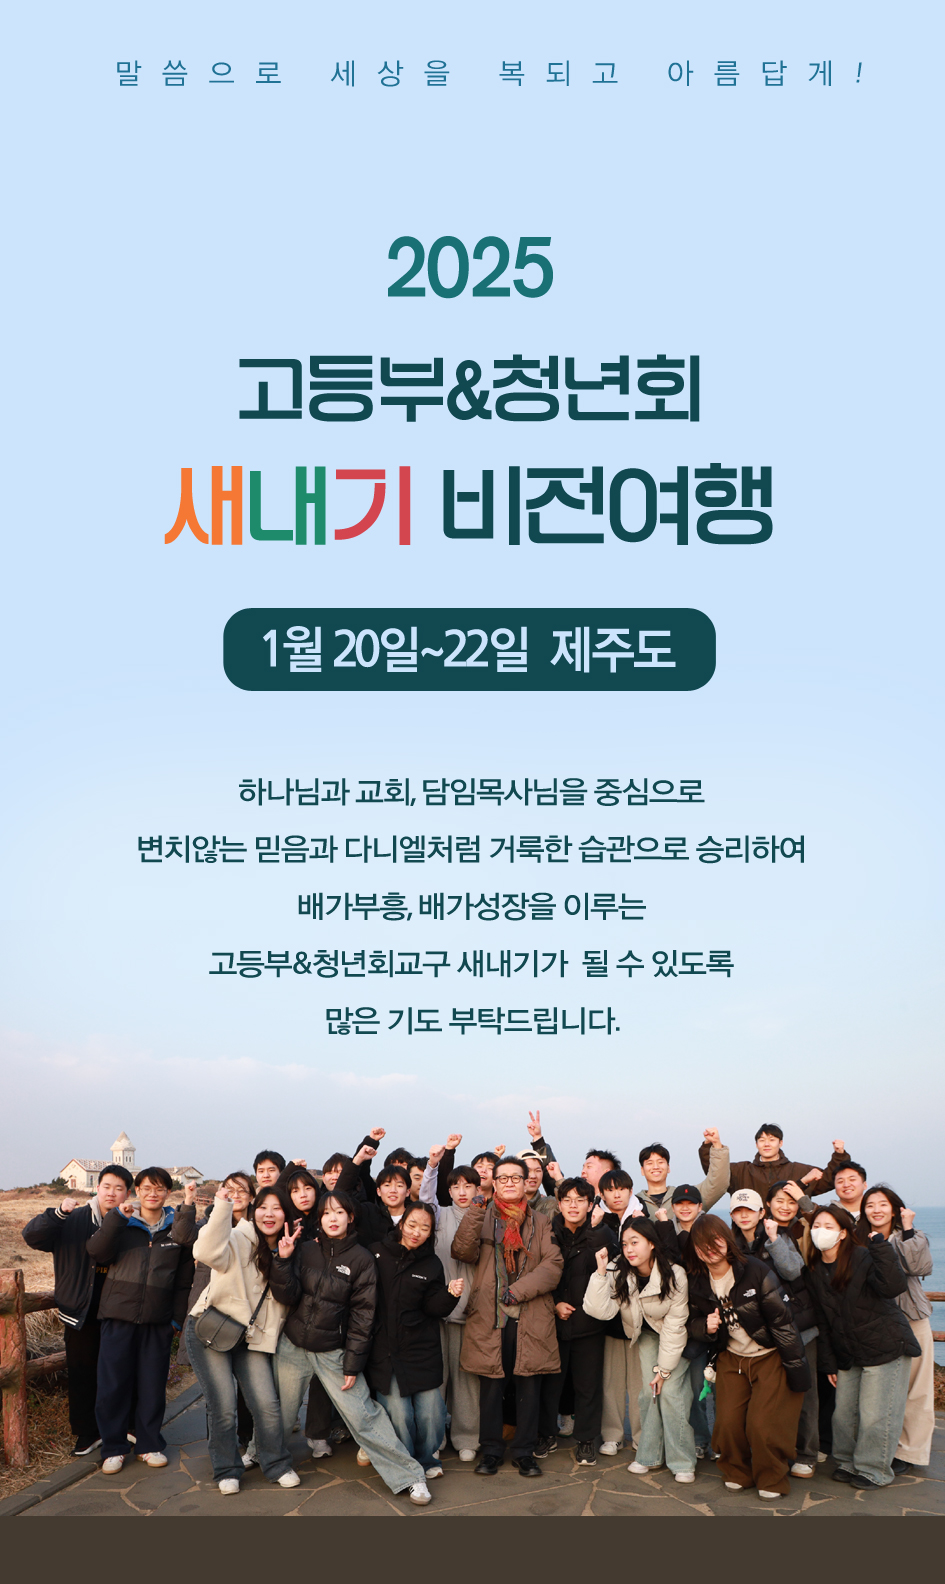 말씀으로 세상을 복되고 아름답게!
2025
고등부&청년회
새내기 비전여행
1월 20일~22일 제주도
하나님과 교회, 담임목사님을 중심으로
변치않는 믿음과 다니엘처럼 거룩한 습관으로 승리하여
배가부흥, 배가성장을 이루는
고등부&청년회교구 새내기가 될 수 있도록
많은 기도 부탁드립니다.